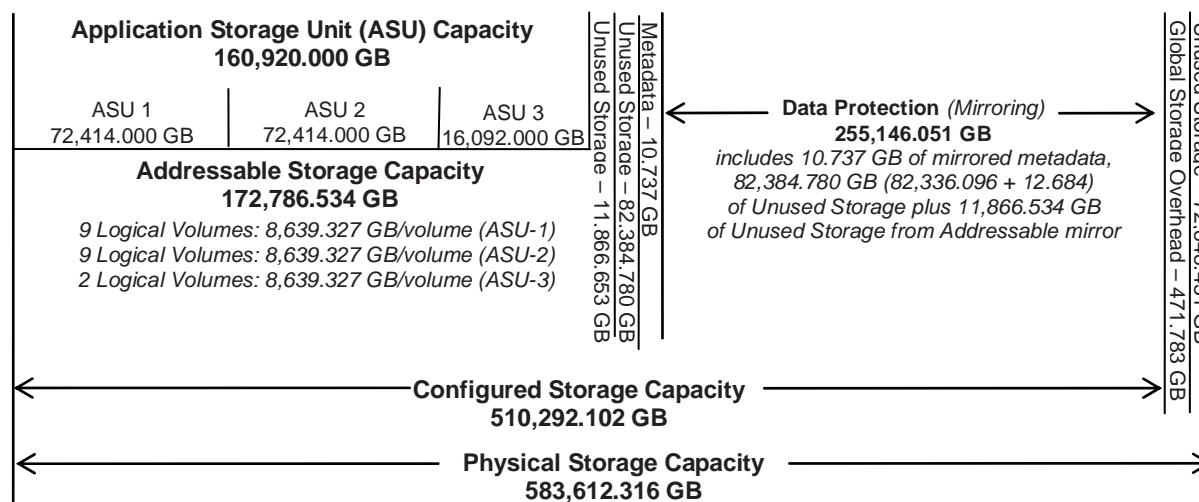 Application Storage Unit (ASU) Capacity
160,920.000 GB
ASU 1
72,414.000 GB
ASU 2
72,414.000 GB
ASU 3
16,092.000 GB
Addressable Storage Capacity
172,786.534 GB
9 Logical Volumes: 8,639.327 GB/volume (ASU-1)
9 Logical Volumes: 8,639.327 GB/volume (ASU-2)
2 Logical Volumes: 8,639.327 GB/volume (ASU-3)
Unused Storage – 11.866.653 GB
Unused Storage – 82.384.780 GB
Metadata – 10.737 GB
Data Protection (Mirroring)
255,146.051 GB
includes 10.737 GB of mirrored metadata,
82,384.780 GB (82,336.096 + 12.684)
of Unused Storage plus 11,866.534 GB
of Unused Storage from Addressable mirror
Global Storage Overhead – 471.783 GB
Configured Storage Capacity
510,292.102 GB
Physical Storage Capacity
583,612.316 GB